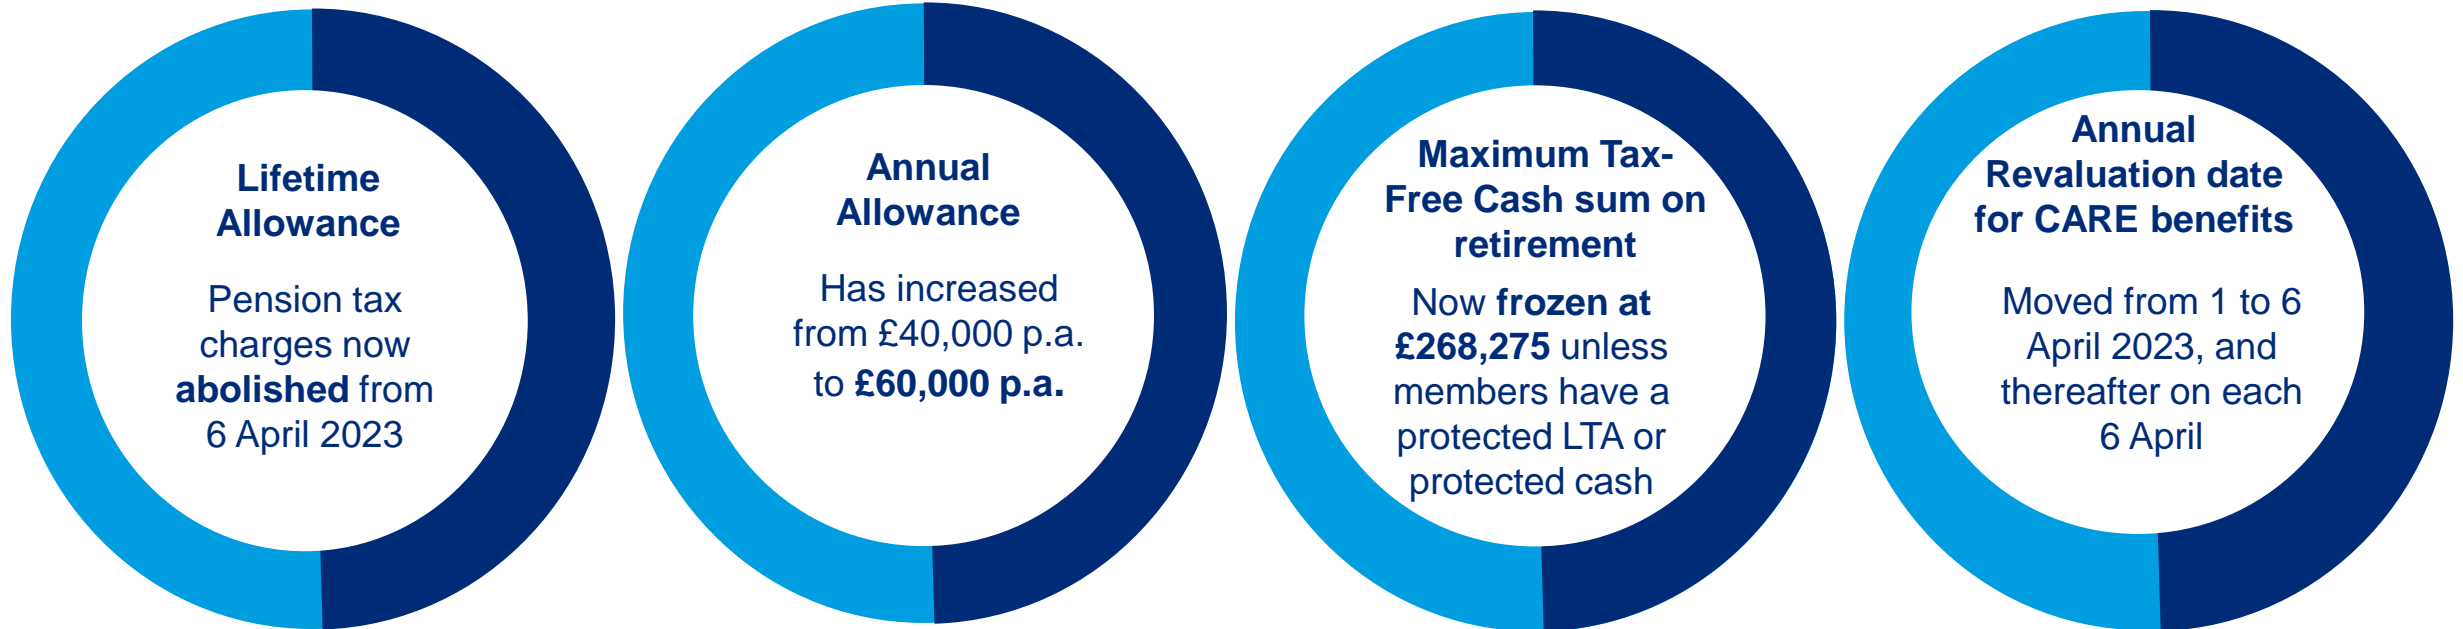 Lifetime
Allowance
Pension tax
charges now
abolished from
6 April 2023
Annual
Allowance
Has increased
from £40,000 p.a.
to £60,000 p.a.
Maximum Tax-
Free Cash sum on
retirement
Now frozen at
£268,275 unless
members have a
protected LTA or
protected cash
Annual
Revaluation date
for CARE benefits
Moved from 1 to 6
April 2023, and
thereafter on each
6 April